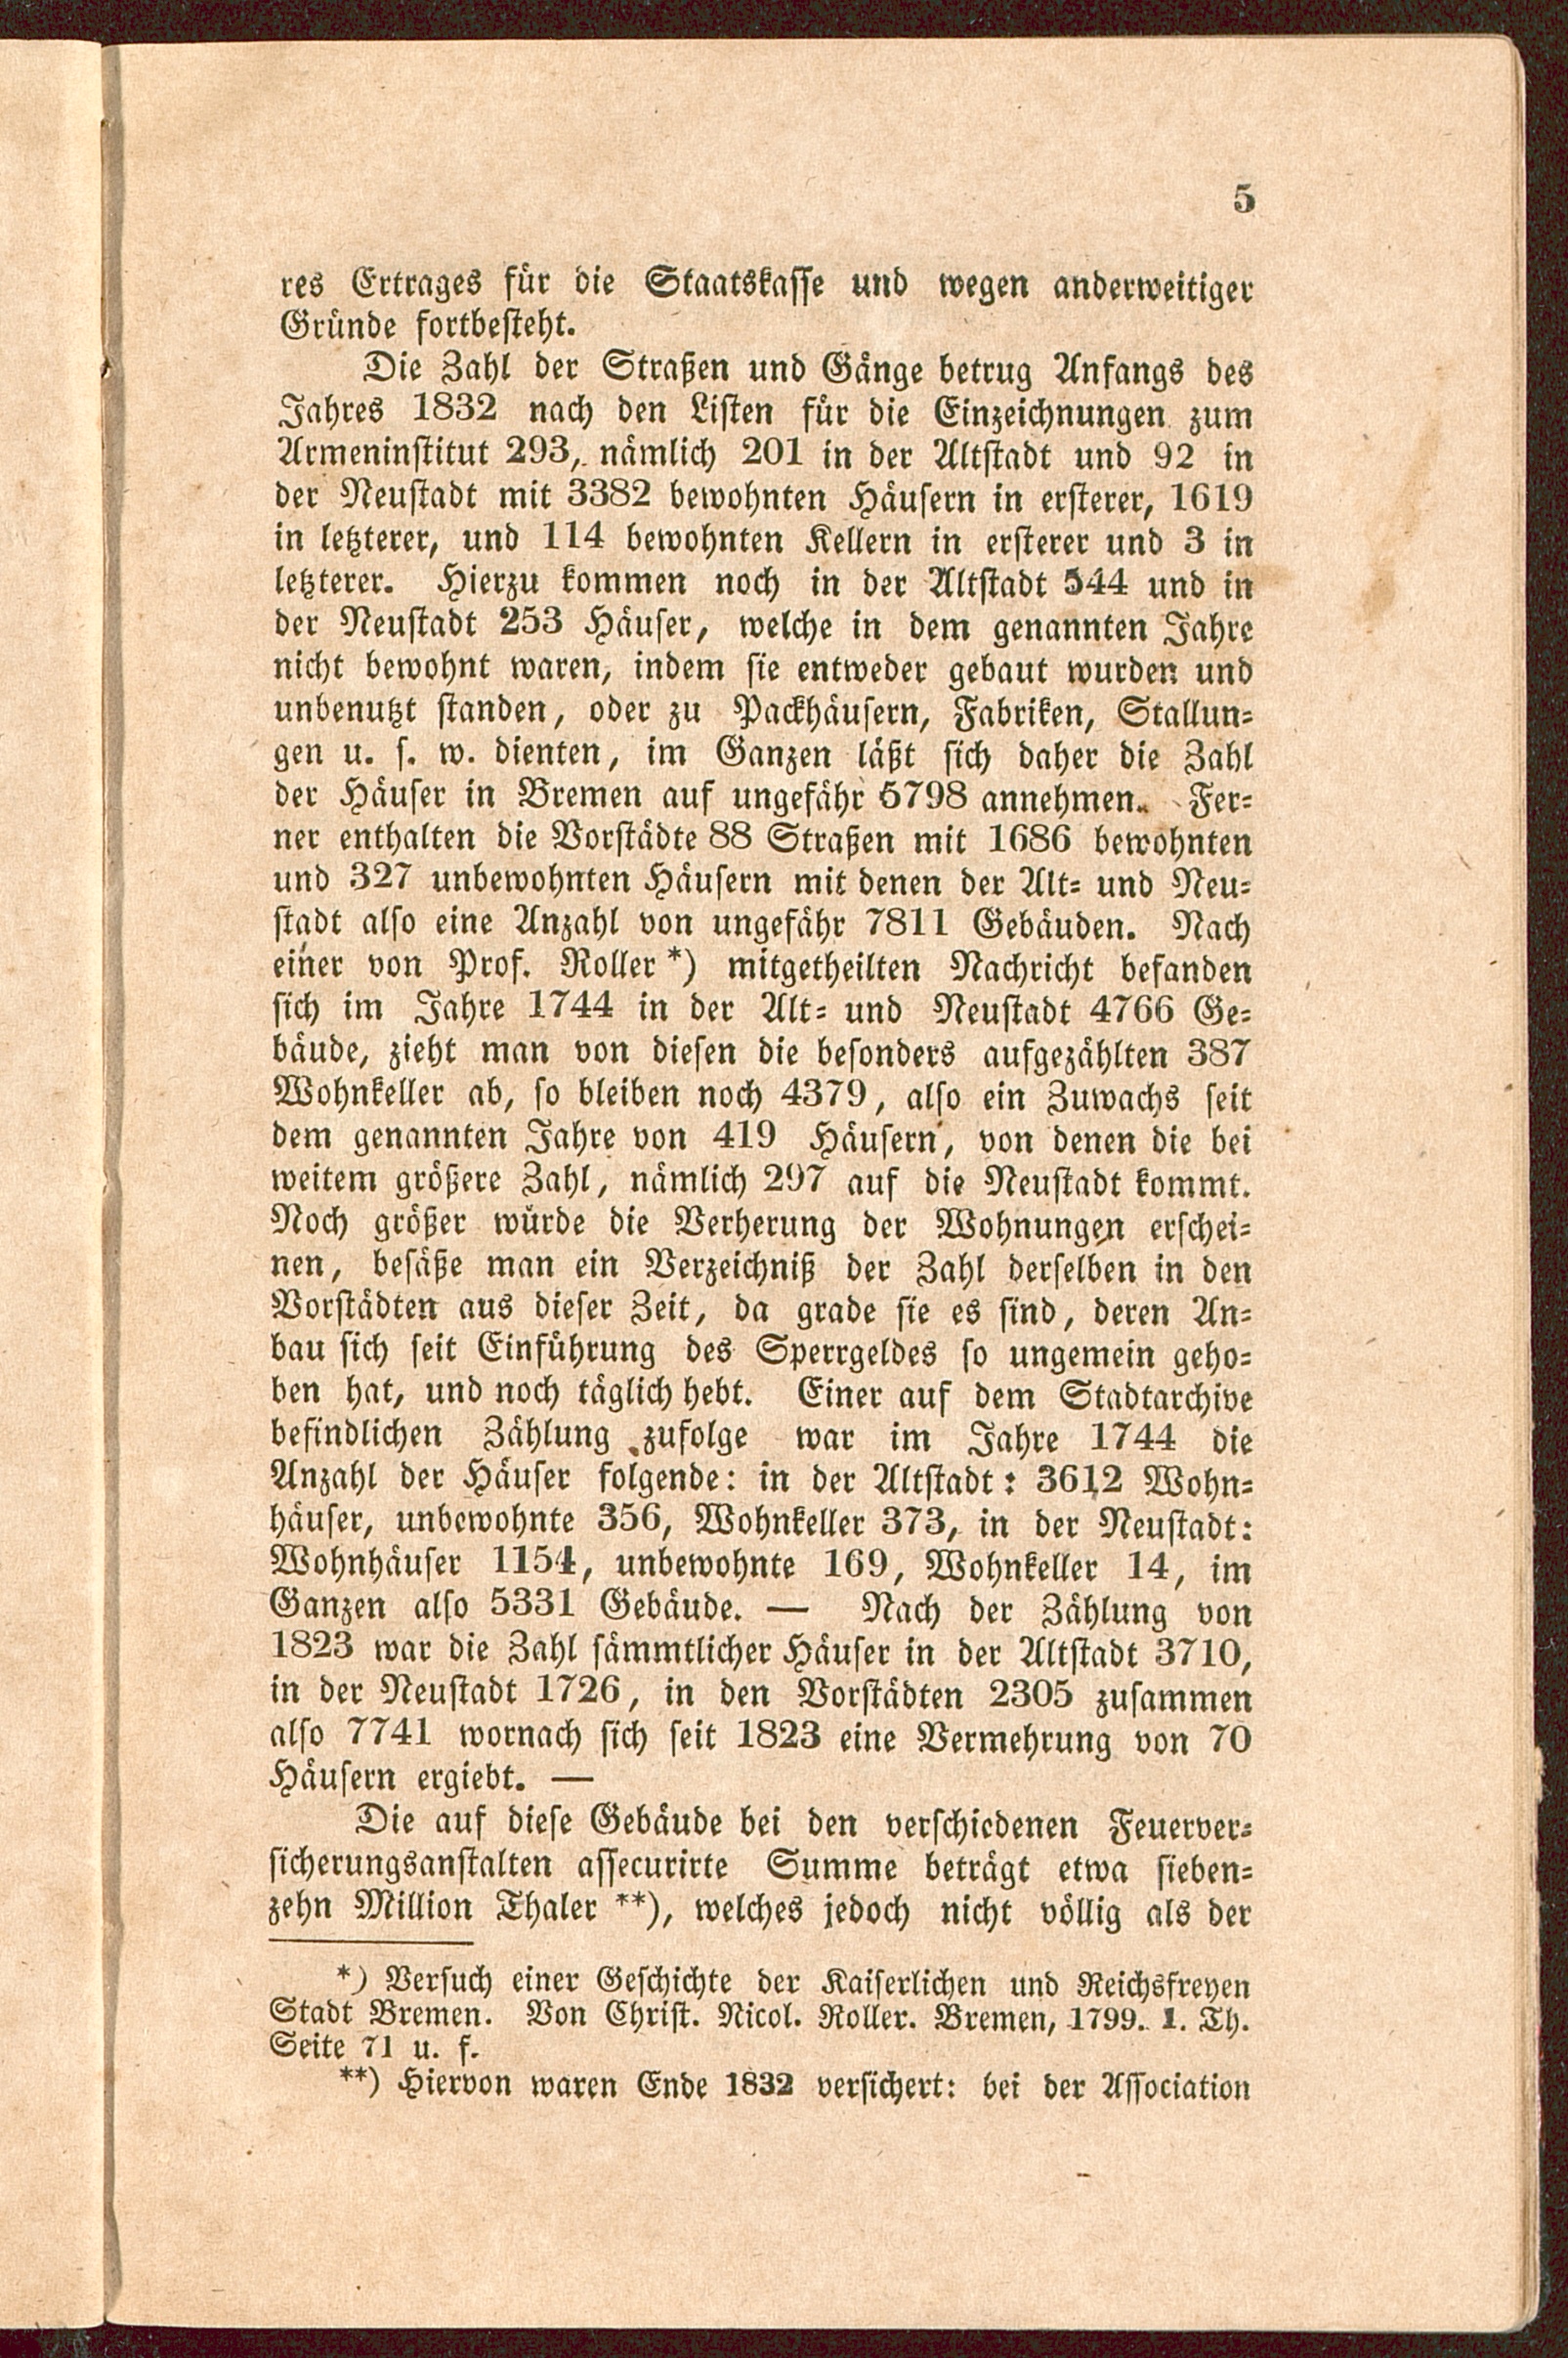 5
res Ertrages für die Staatskasse und wegen anderweitiger
Gründe fortbesteht.
Die Zahl der Straßen und Gänge betrug Anfangs des
Jahres 1832 nach den Listen für die Einzeichnungen zum
Armeninstitut 293, nämlich 201 in der Altstadt und 92 in
der Neustadt mit 3382 bewohnten Häusern in ersterer, 1619
in letzterer, und 114 bewohnten Kellern in ersterer und 3 in
letzterer. Hierzu kommen noch in der Altstadt 544 und in
der Neustadt 253 Häuser, welche in dem genannten Jahre
nicht bewohnt waren, indem sie entweder gebaut wurden und
unbenutzt standen, oder zu Packhäusern, Fabriken, Stallun-
gen u. s. w. dienten, im Ganzen läßt sich daher die Zahl
der Häuser in Bremen auf ungefähr 5798 annehmen. Fer-
ner enthalten die Vorstädte 88 Straßen mit 1686 bewohnten
und 327 unbewohnten Häusern mit denen der Alt- und Neu-
stadt also eine Anzahl von ungefähr 7811 Gebäuden. Nach
einer von Prof. Roller *) mitgetheilten Nachricht befanden
sich im Jahre 1744 in der Alt- und Neustadt 4766 Ge-
bäude, zieht man von diesen die besonders aufgezählten 387
Wohnkeller ab, so bleiben noch 4379, also ein Zuwachs seit
dem genannten Jahre von 419 Häusern, von denen die bei
weitem größere Zahl, nämlich 297 auf die Neustadt kommt.
Noch größer würde die Verherung der Wohnungen erschei-
nen, besäße man ein Verzeichniß der Zahl derselben in den
Vorstädten aus dieser Zeit, da grade sie es sind, deren An-
bau sich seit Einführung des Sperrgeldes so ungemein geho-
ben hat, und noch täglich hebt. Einer auf dem Stadtarchive
befindlichen Zählung zufolge war im Jahre 1744 die
Anzahl der Häuser folgende: in der Altstadt: 3612 Wohn-
häuser, unbewohnte 356, Wohnkeller 373, in der Neustadt:
Wohnhäuser 1154, unbewohnte 169, Wohnkeller 14, im
Ganzen also 5331 Gebäude. — Nach der Zählung von
1823 war die Zahl sämmtlicher Häuser in der Altstadt 3710,
in der Neustadt 1726, in den Vorstädten 2305 zusammen
also 7741 wornach sich seit 1823 eine Vermehrung von 70
Häusern ergiebt. —
Die auf diese Gebäude bei den verschiedenen Feuerver-
sicherungsanstalten assecurirte Summe beträgt etwa sieben-
zehn Million Thaler **), welches jedoch nicht völlig als der
*) Versuch einer Geschichte der Kaiserlichen und Reichsfreyen
Stadt Bremen. Von Christ. Nicol. Roller. Bremen, 1799. 1. Th.
Seite 71 u. f.
**) Hiervon waren Ende 1832 versichert: bei der Association